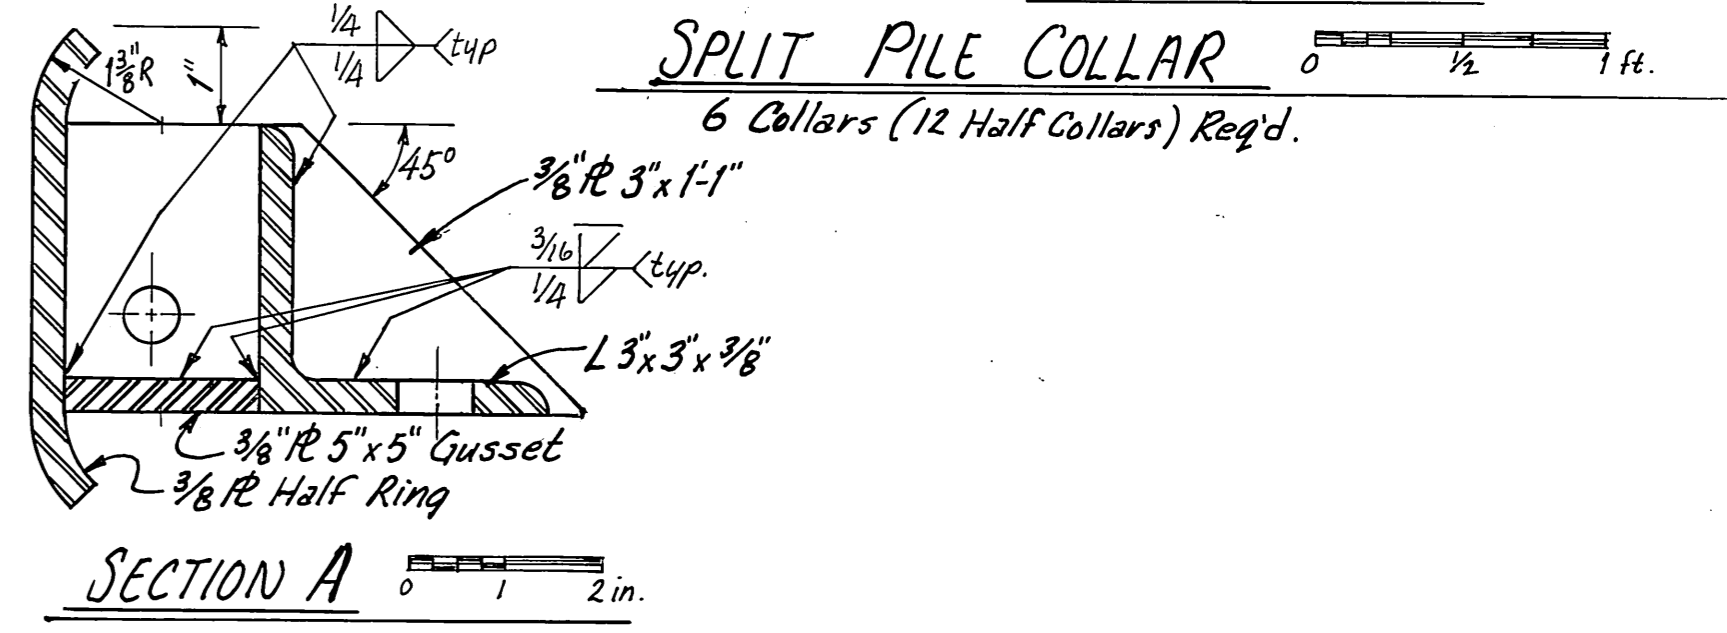 SPLIT PILE COLLAR
0 1/2 1 ft.
6 Collars (12 Half Collars) Req'd.
1/4
1/4
typ
1 3/8" R
1"
45°
3/8" PL 3" x 1'-1"
3/16
1/4
typ.
L 3" x 3" x 3/8"
3/8" PL 5" x 5" Gusset
3/8 PL Half Ring
SECTION A
0 1 2 in.